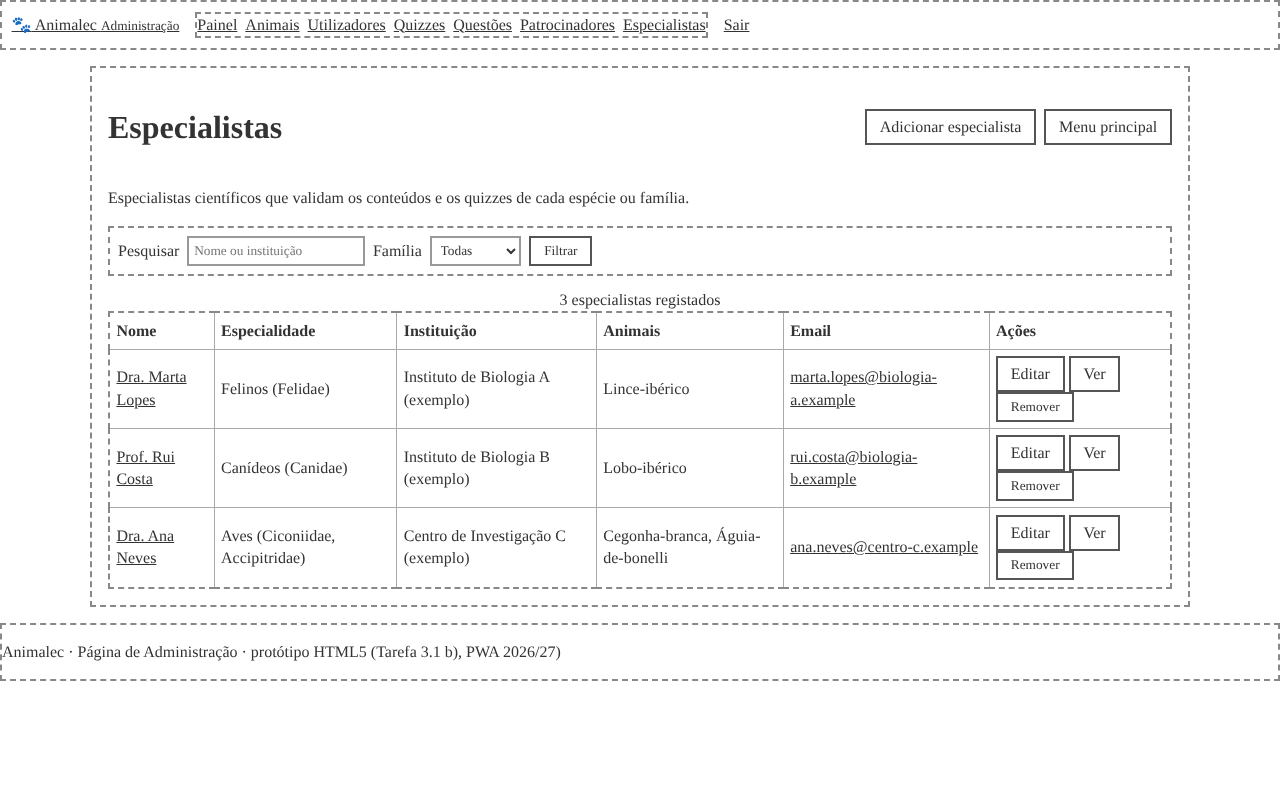 🐾 Animalec Administração Painel Animais Utilizadores Quizzes Questões Patrocinadores Especialistas Sair
Especialistas
Adicionar especialista Menu principal
Especialistas científicos que validam os conteúdos e os quizzes de cada espécie ou família.
Pesquisar Nome ou instituição Família Todas Filtrar
3 especialistas registados
Nome Especialidade Instituição Animais Email Ações
Dra. Marta
Lopes
Felinos (Felidae)
Instituto de Biologia A
(exemplo)
Lince-ibérico
marta.lopes@biologia-
a.example
Editar Ver
Remover
Prof. Rui
Costa
Canídeos (Canidae)
Instituto de Biologia B
(exemplo)
Lobo-ibérico
rui.costa@biologia-
b.example
Editar Ver
Remover
Dra. Ana
Neves
Aves (Ciconiidae,
Accipitridae)
Centro de Investigação C
(exemplo)
Cegonha-branca, Águia-
de-bonelli
ana.neves@centro-c.example
Editar Ver
Remover
Animalec · Página de Administração · protótipo HTML5 (Tarefa 3.1 b), PWA 2026/27)